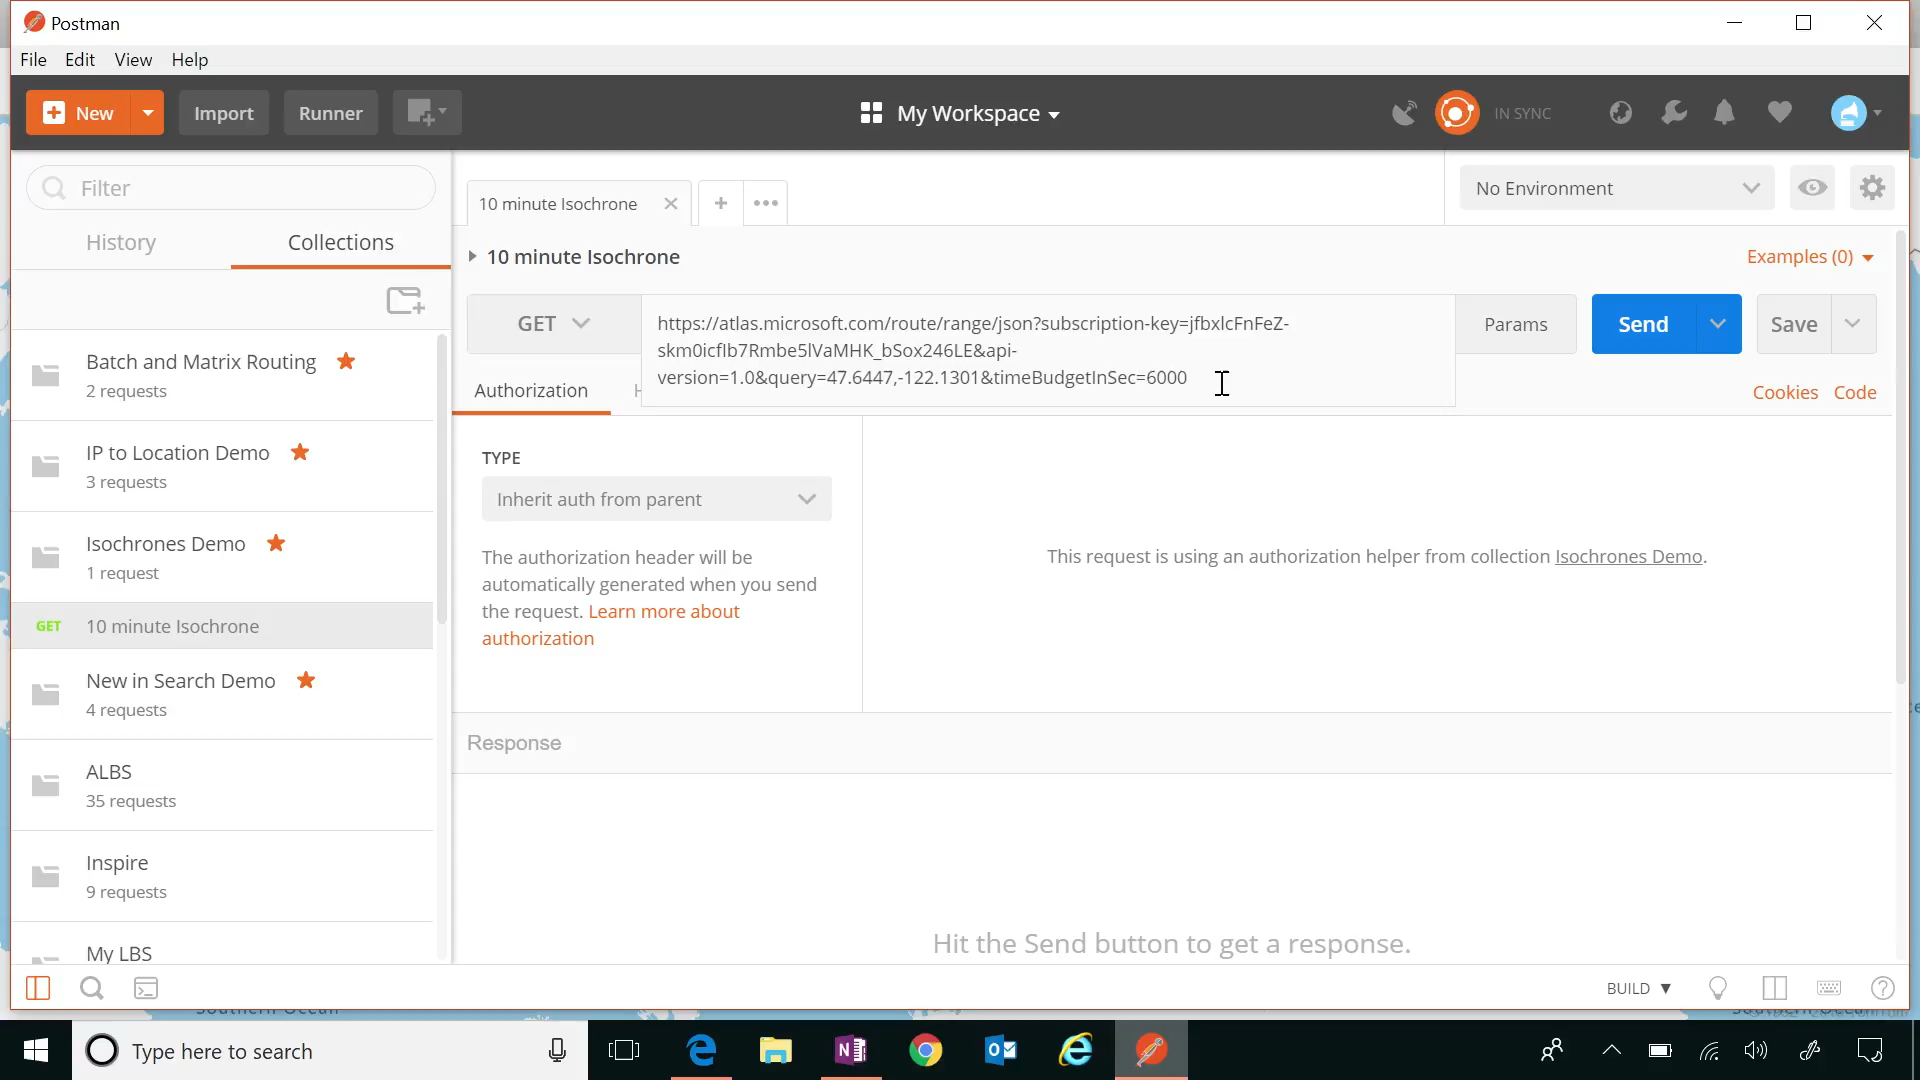 Postman
File Edit View Help
New Import Runner My Workspace IN SYNC
Filter
History Collections
10 minute Isochrone
No Environment
10 minute Isochrone
Examples (0)
GET
https://atlas.microsoft.com/route/range/json?subscription-key=jfbxlcFnFeZ-
skm0icfIb7Rmbe5lVaMHK_bSox246LE&api-
version=1.0&query=47.6447,-122.1301&timeBudgetInSec=6000
Params Send Save
Authorization
Cookies Code
TYPE
Inherit auth from parent
The authorization header will be
automatically generated when you send
the request. Learn more about
authorization
This request is using an authorization helper from collection Isochrones Demo.
Response
Hit the Send button to get a response.
Batch and Matrix Routing
2 requests
IP to Location Demo
3 requests
Isochrones Demo
1 request
GET 10 minute Isochrone
New in Search Demo
4 requests
ALBS
35 requests
Inspire
9 requests
My LBS
BUILD
Type here to search